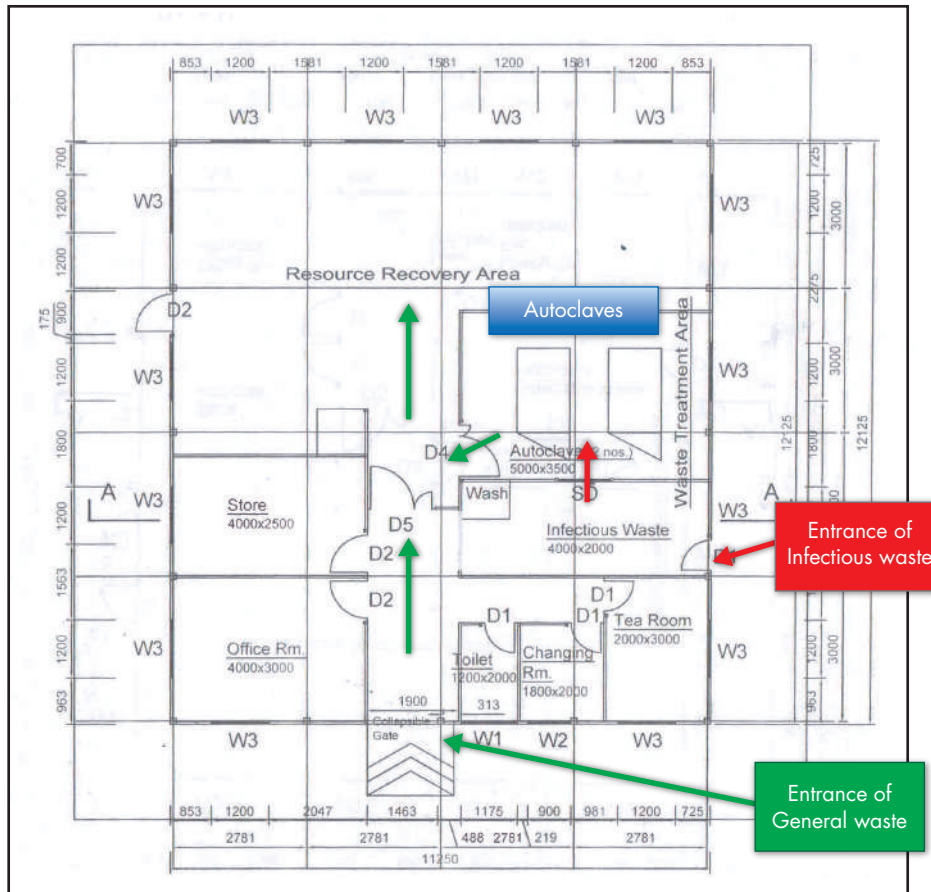 853 1200 1581 1200 1581 1200 1581 1200 853
W3 W3 W3 W3
700 725
W3 W3
1200 1200 3000
1200 2275
Resource Recovery Area
Autoclaves
D2
900
175
W3 W3
1200 1200 3000
Waste Treatment Area
12125 12125
D4
Autoclave (2 nos.)
5000x3500
1800 1800
Wash SD
A A
W3 W3
Store
4000x2500
D5
Infectious Waste
4000x2000
1200
Entrance of
Infectious waste
D2
1563
D2
D1
D1 D1
Tea Room
2000x3000
Office Rm.
4000x3000
Toilet
1200x2000
Changing
Rm.
1800x2000
W3 W3
1200 1200 3000
1900 313
963 963
Collapsible
Gate
W3 W1 W2 W3
Entrance of
General waste
853 1200 2047 1463 1175 900 981 1200 725
2781 2781 488 2781 219 2781
11250